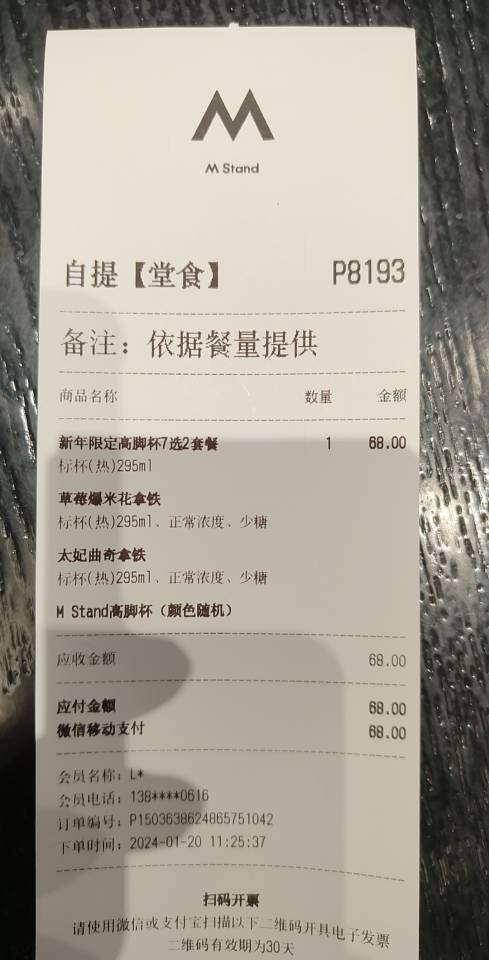 M Stand
自提【堂食】 P8193
备注：依据餐量提供
商品名称 数量 金额
新年限定高脚杯7选2套餐 1 68.00
标杯(热)295ml
草莓爆米花拿铁
标杯(热)295ml、正常浓度、少糖
太妃曲奇拿铁
标杯(热)295ml、正常浓度、少糖
M Stand高脚杯（颜色随机）
应收金额 68.00
应付金额 68.00
微信移动支付 68.00
会员名称：L*
会员电话：138****0616
订单编号：P1503638624865751042
下单时间：2024-01-20 11:25:37
扫码开票
请使用微信或支付宝扫描以下二维码开具电子发票
二维码有效期为30天